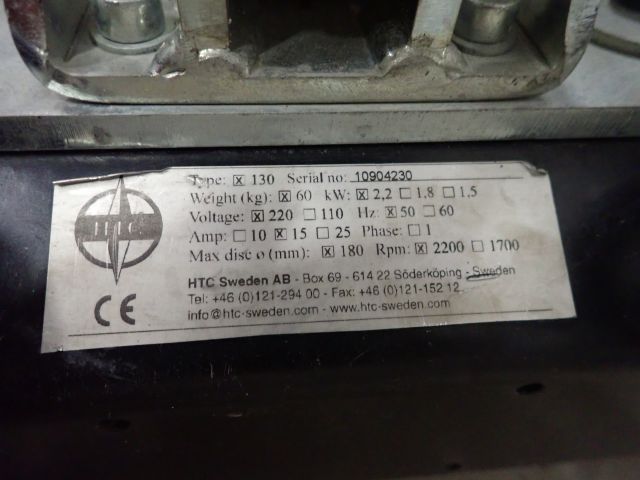 HTC
Type: ☒ 130 Serial no: 10904230
Weight (kg): ☒ 60 kW: ☒ 2,2 ☐ 1.8 ☐ 1.5
Voltage: ☒ 220 ☐ 110 Hz: ☒ 50 ☐ 60
Amp: ☐ 10 ☒ 15 ☐ 25 Phase: ☐ 1
Max disc ø (mm): ☒ 180 Rpm: ☒ 2200 ☐ 1700
HTC Sweden AB - Box 69 - 614 22 Söderköping - Sweden
Tel: +46 (0)121-294 00 - Fax: +46 (0)121-152 12
info@htc-sweden.com - www.htc-sweden.com
CE